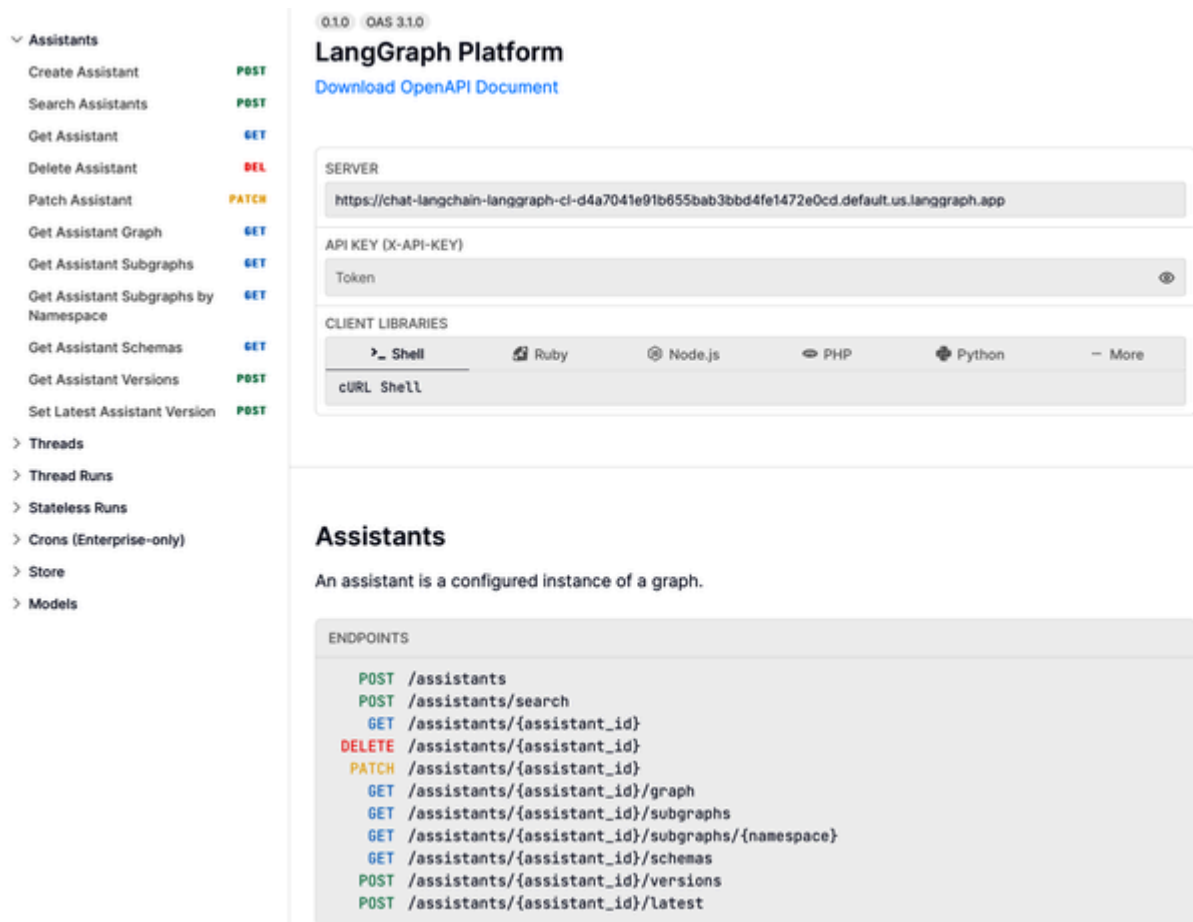 Assistants
Create Assistant POST
Search Assistants POST
Get Assistant GET
Delete Assistant DEL
Patch Assistant PATCH
Get Assistant Graph GET
Get Assistant Subgraphs GET
Get Assistant Subgraphs by GET
Namespace
Get Assistant Schemas GET
Get Assistant Versions POST
Set Latest Assistant Version POST
Threads
Thread Runs
Stateless Runs
Crons (Enterprise-only)
Store
Models
0.1.0 OAS 3.1.0
LangGraph Platform
Download OpenAPI Document
SERVER
https://chat-langchain-langgraph-cl-d4a7041e91b655bab3bbd4fe1472e0cd.default.us.langgraph.app
API KEY (X-API-KEY)
Token
CLIENT LIBRARIES
Shell Ruby Node.js PHP Python More
cURL Shell
Assistants
An assistant is a configured instance of a graph.
ENDPOINTS
POST /assistants
POST /assistants/search
GET /assistants/{assistant_id}
DELETE /assistants/{assistant_id}
PATCH /assistants/{assistant_id}
GET /assistants/{assistant_id}/graph
GET /assistants/{assistant_id}/subgraphs
GET /assistants/{assistant_id}/subgraphs/{namespace}
GET /assistants/{assistant_id}/schemas
POST /assistants/{assistant_id}/versions
POST /assistants/{assistant_id}/latest